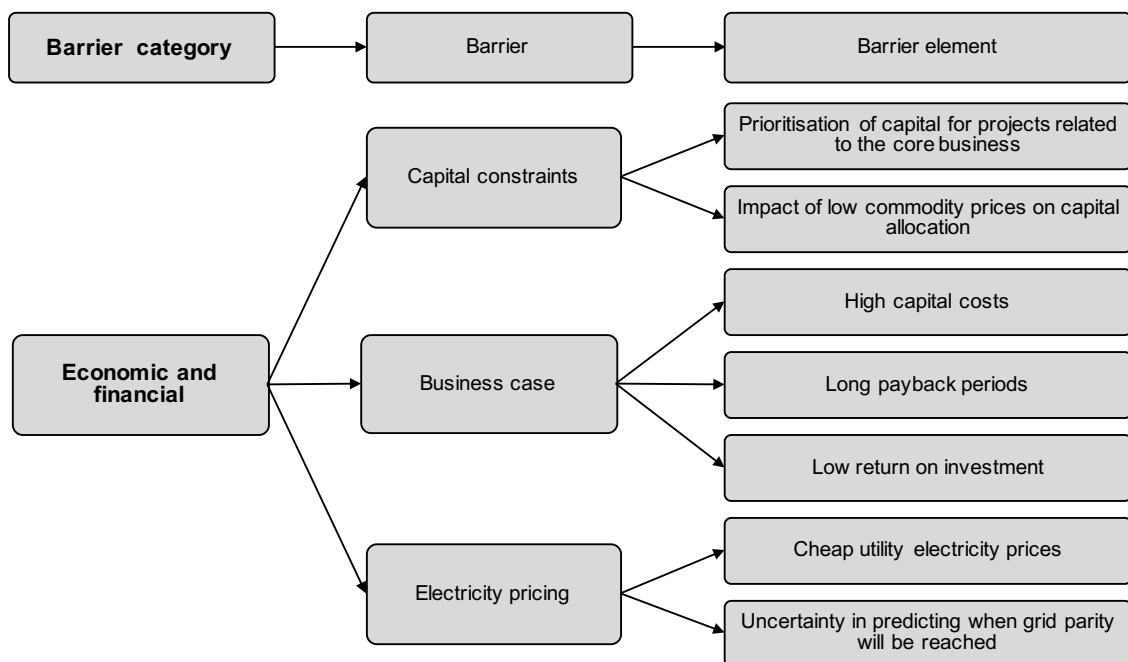 Barrier category
Barrier
Barrier element
Prioritisation of capital for projects related
to the core business
Capital constraints
Impact of low commodity prices on capital
allocation
High capital costs
Economic and
financial
Business case
Long payback periods
Low return on investment
Cheap utility electricity prices
Electricity pricing
Uncertainty in predicting when grid parity
will be reached